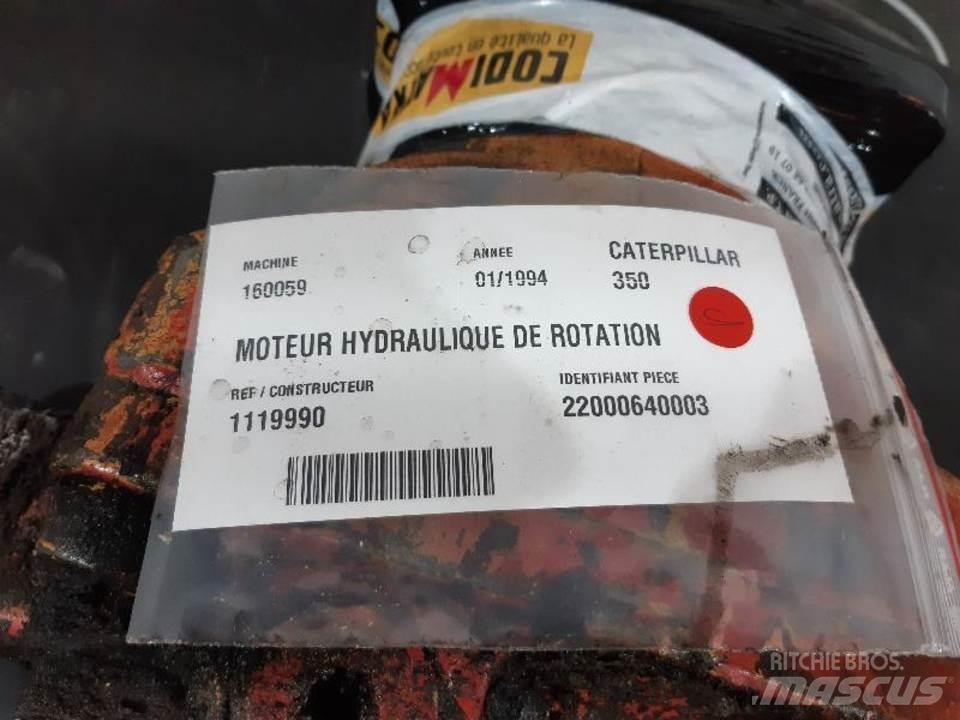 CODIMATRA
La qualité en
MACHINE ANNEE CATERPILLAR
160059 01/1994 350
MOTEUR HYDRAULIQUE DE ROTATION
REF / CONSTRUCTEUR IDENTIFIANT PIECE
1119990 22000640003
RITCHIE BROS.
MASCUS